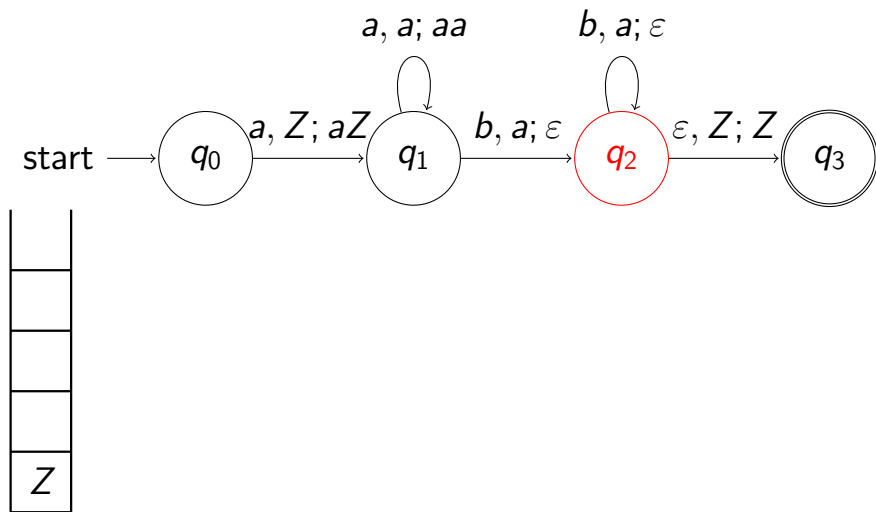 a, a; aa b, a; ε
a, Z; aZ b, a; ε ε, Z; Z
start q₀ q₁ q₂ q₃
Z